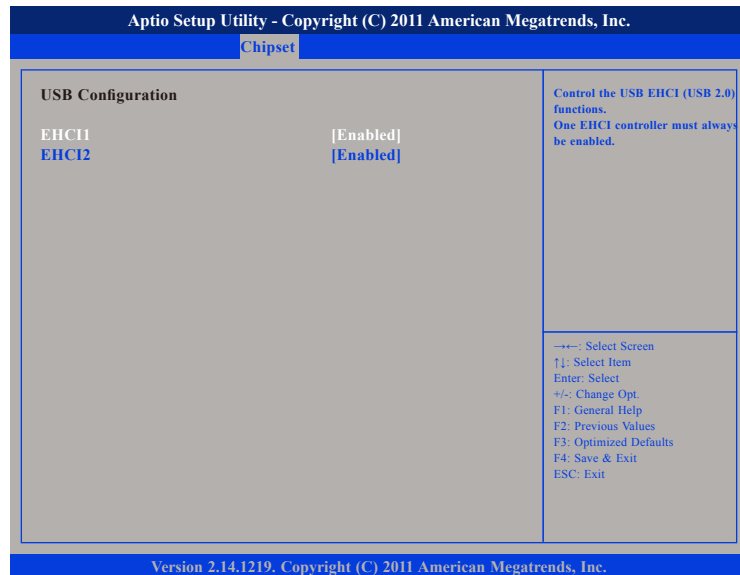 Aptio Setup Utility - Copyright (C) 2011 American Megatrends, Inc.
Chipset
USB Configuration
EHCI1 [Enabled]
EHCI2 [Enabled]
Control the USB EHCI (USB 2.0)
functions.
One EHCI controller must always
be enabled.
→←: Select Screen
↑↓: Select Item
Enter: Select
+/-: Change Opt.
F1: General Help
F2: Previous Values
F3: Optimized Defaults
F4: Save & Exit
ESC: Exit
Version 2.14.1219. Copyright (C) 2011 American Megatrends, Inc.